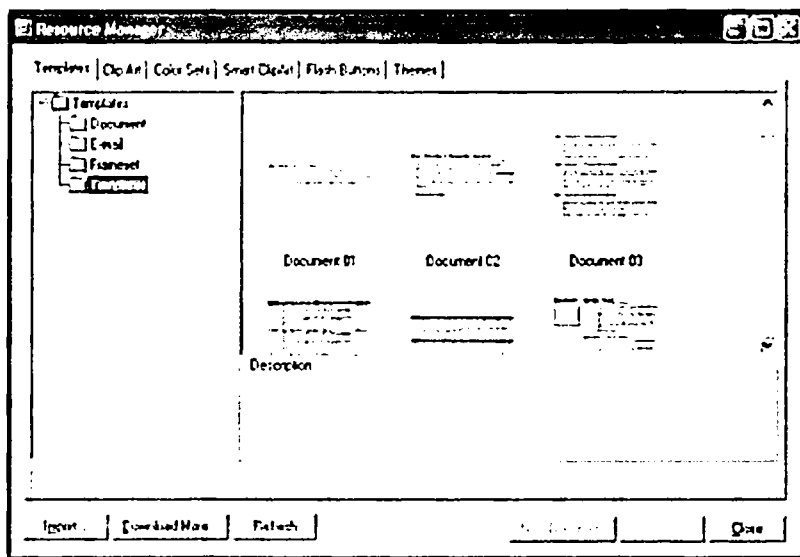 Resource Manager
Templates Clip Art Color Sets Smart ClipArt Flash Buttons Themes
Templates
Document
E-mail
Frameset
Document 01 Document 02 Document 03
Description
Import... Download More Refresh Close